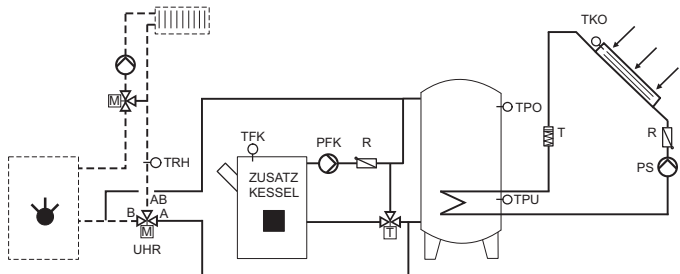 TKO
M
TFK
PFK
R
TPO
T
R
TRH
ZUSATZ
KESSEL
PS
AB
B
A
TPU
M
T
UHR